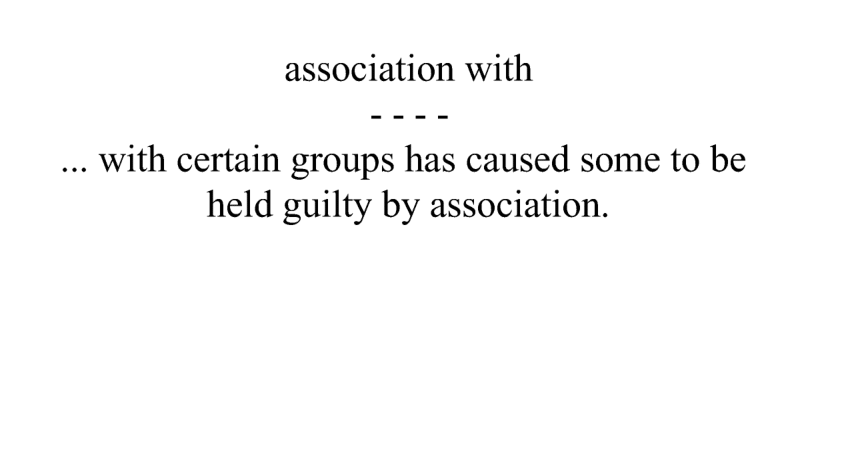 association with
- - - -
... with certain groups has caused some to be
held guilty by association.